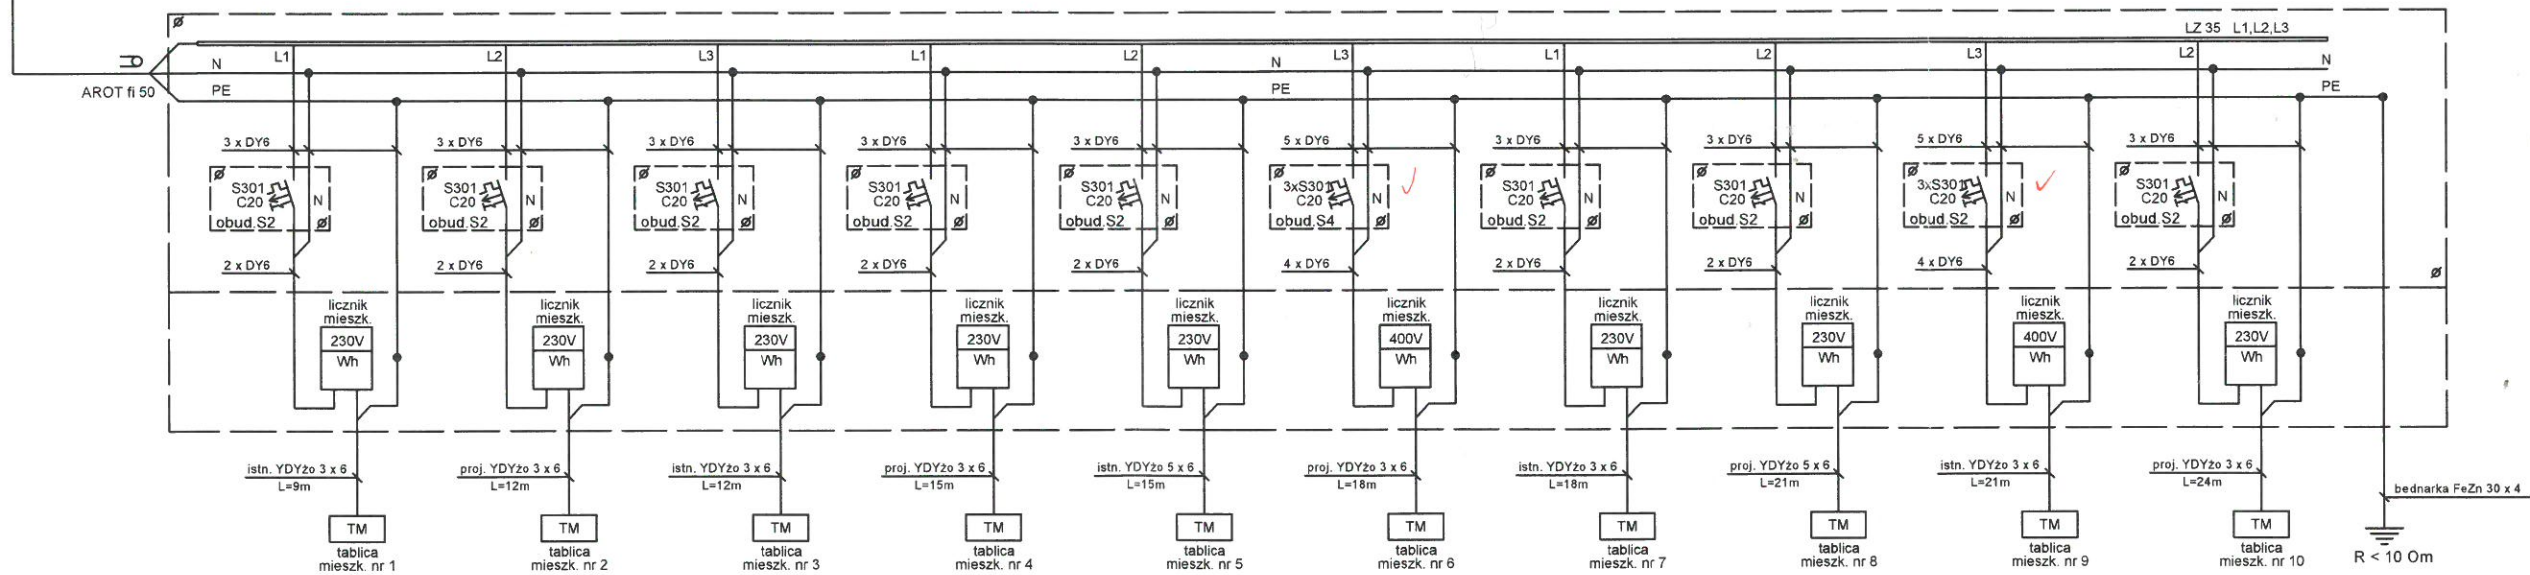 LZ 35 L1,L2,L3
L1 L2 L3 L1 L2 L3 L1 L2 L3 L2
N N N
AROT fi 50 PE PE PE
3 x DY6 3 x DY6 3 x DY6 3 x DY6 3 x DY6 5 x DY6 3 x DY6 3 x DY6 5 x DY6 3 x DY6
S301 S301 S301 S301 S301 3xS301 S301 S301 3xS301 S301
C20 N C20 N C20 N C20 N C20 N C20 N C20 N C20 N C20 N C20 N
obud.S2 obud.S2 obud.S2 obud.S2 obud.S2 obud.S4 obud.S2 obud.S2 obud.S2 obud.S2
2 x DY6 2 x DY6 2 x DY6 2 x DY6 2 x DY6 4 x DY6 2 x DY6 2 x DY6 4 x DY6 2 x DY6
licznik licznik licznik licznik licznik licznik licznik licznik licznik licznik
mieszk. mieszk. mieszk. mieszk. mieszk. mieszk. mieszk. mieszk. mieszk. mieszk.
230V 230V 230V 230V 230V 400V 230V 230V 400V 230V
Wh Wh Wh Wh Wh Wh Wh Wh Wh Wh
istn. YDYżo 3 x 6 proj. YDYżo 3 x 6 istn. YDYżo 3 x 6 proj. YDYżo 3 x 6 istn. YDYżo 5 x 6 proj. YDYżo 3 x 6 istn. YDYżo 3 x 6 proj. YDYżo 5 x 6 istn. YDYżo 3 x 6 proj. YDYżo 3 x 6
L=9m L=12m L=12m L=15m L=15m L=18m L=18m L=21m L=21m L=24m
bednarka FeZn 30 x 4
TM TM TM TM TM TM TM TM TM TM
tablica tablica tablica tablica tablica tablica tablica tablica tablica tablica
mieszk. nr 1 mieszk. nr 2 mieszk. nr 3 mieszk. nr 4 mieszk. nr 5 mieszk. nr 6 mieszk. nr 7 mieszk. nr 8 mieszk. nr 9 mieszk. nr 10
R < 10 Om